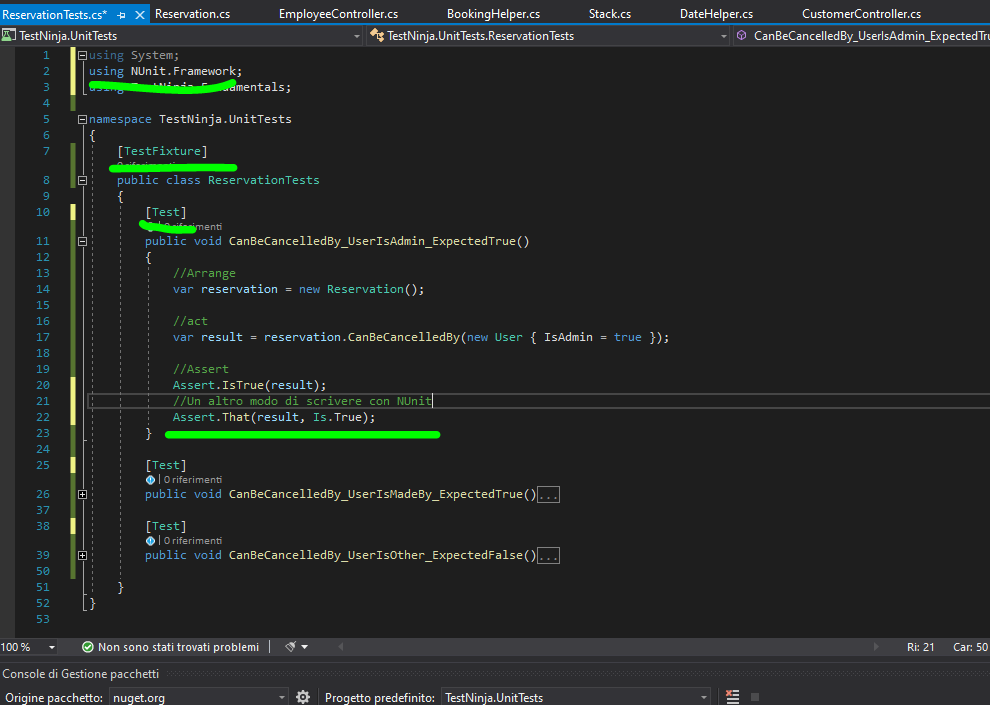 ReservationTests.cs* Reservation.cs EmployeeController.cs BookingHelper.cs Stack.cs DateHelper.cs CustomerController.cs
TestNinja.UnitTests TestNinja.UnitTests.ReservationTests CanBeCancelledBy_UserIsAdmin_ExpectedTru
1 using System;
2 using NUnit.Framework;
3 using TestNinja.Fundamentals;
4
5 namespace TestNinja.UnitTests
6 {
7 [TestFixture]
0 riferimenti
8 public class ReservationTests
9 {
10 [Test]
| 0 riferimenti
11 public void CanBeCancelledBy_UserIsAdmin_ExpectedTrue()
12 {
13 //Arrange
14 var reservation = new Reservation();
15
16 //act
17 var result = reservation.CanBeCancelledBy(new User { IsAdmin = true });
18
19 //Assert
20 Assert.IsTrue(result);
21 //Un altro modo di scrivere con NUnit
22 Assert.That(result, Is.True);
23 }
24
25 [Test]
| 0 riferimenti
26 public void CanBeCancelledBy_UserIsMadeBy_ExpectedTrue()...
37
38 [Test]
| 0 riferimenti
39 public void CanBeCancelledBy_UserIsOther_ExpectedFalse()...
50
51 }
52 }
53
100 % Non sono stati trovati problemi Ri: 21 Car: 50
Console di Gestione pacchetti
Origine pacchetto: nuget.org Progetto predefinito: TestNinja.UnitTests